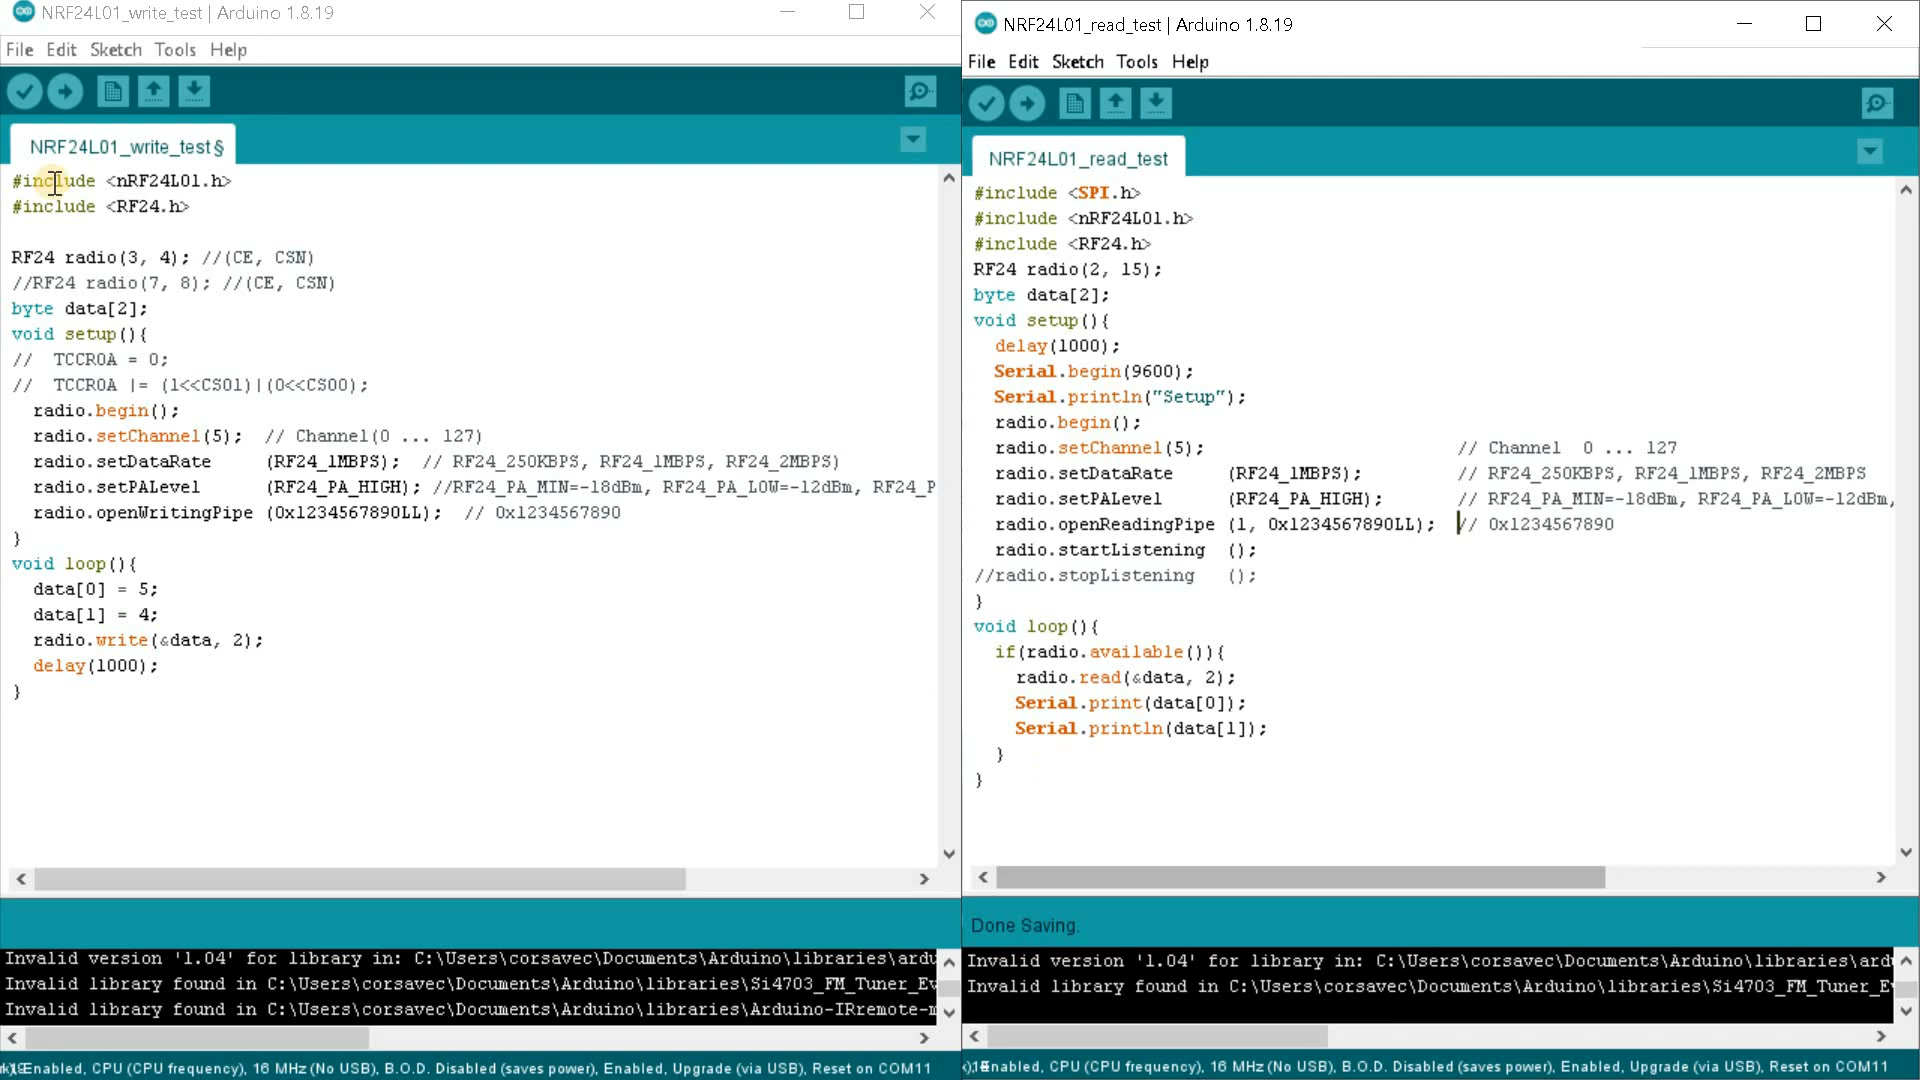 NRF24L01_write_test | Arduino 1.8.19
File Edit Sketch Tools Help
NRF24L01_write_test §
#include <nRF24L01.h>
#include <RF24.h>
RF24 radio(3, 4); //(CE, CSN)
//RF24 radio(7, 8); //(CE, CSN)
byte data[2];
void setup(){
//  TCCR0A = 0;
//  TCCR0A |= (1<<CS01)|(0<<CS00);
radio.begin();
radio.setChannel(5);  // Channel(0 ... 127)
radio.setDataRate     (RF24_1MBPS);  // RF24_250KBPS, RF24_1MBPS, RF24_2MBPS)
radio.setPALevel      (RF24_PA_HIGH); //RF24_PA_MIN=-18dBm, RF24_PA_LOW=-12dBm, RF24_P
radio.openWritingPipe (0x1234567890LL);  // 0x1234567890
}
void loop(){
data[0] = 5;
data[1] = 4;
radio.write(&data, 2);
delay(1000);
}
Invalid version '1.04' for library in: C:\Users\corsavec\Documents\Arduino\libraries\ardu
Invalid library found in C:\Users\corsavec\Documents\Arduino\libraries\Si4703_FM_Tuner_Ev
Invalid library found in C:\Users\corsavec\Documents\Arduino\libraries\Arduino-IRremote-m
Enabled, CPU (CPU frequency), 16 MHz (No USB), B.O.D. Disabled (saves power), Enabled, Upgrade (via USB), Reset on COM11
NRF24L01_read_test | Arduino 1.8.19
File Edit Sketch Tools Help
NRF24L01_read_test
#include <SPI.h>
#include <nRF24L01.h>
#include <RF24.h>
RF24 radio(2, 15);
byte data[2];
void setup(){
delay(1000);
Serial.begin(9600);
Serial.println("Setup");
radio.begin();
radio.setChannel(5);                        // Channel  0 ... 127
radio.setDataRate     (RF24_1MBPS);         // RF24_250KBPS, RF24_1MBPS, RF24_2MBPS
radio.setPALevel      (RF24_PA_HIGH);       // RF24_PA_MIN=-18dBm, RF24_PA_LOW=-12dBm,
radio.openReadingPipe (1, 0x1234567890LL);  // 0x1234567890
radio.startListening  ();
//radio.stopListening   ();
}
void loop(){
if(radio.available()){
radio.read(&data, 2);
Serial.print(data[0]);
Serial.println(data[1]);
}
}
Done Saving.
Invalid version '1.04' for library in: C:\Users\corsavec\Documents\Arduino\libraries\ard
Invalid library found in C:\Users\corsavec\Documents\Arduino\libraries\Si4703_FM_Tuner_E
Enabled, CPU (CPU frequency), 16 MHz (No USB), B.O.D. Disabled (saves power), Enabled, Upgrade (via USB), Reset on COM11